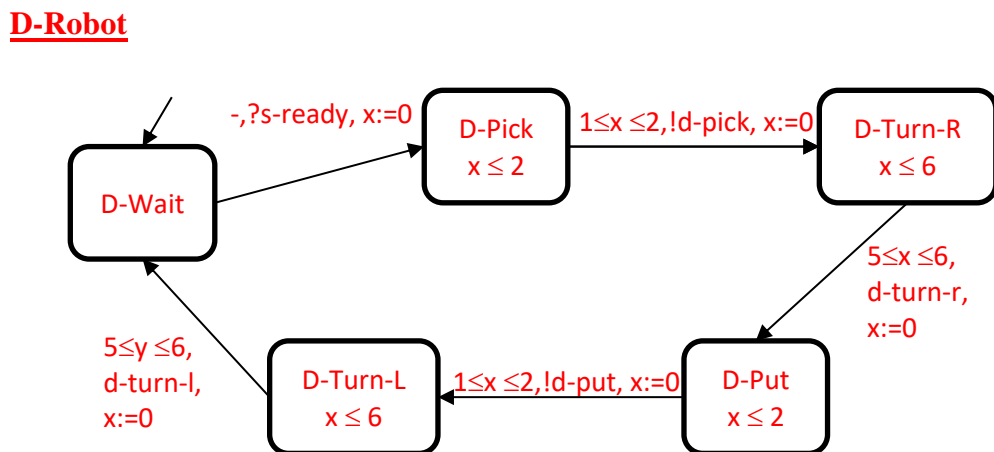 D-Robot
-,?s-ready, x:=0
D-Pick
x ≤ 2
1≤x ≤2,!d-pick, x:=0
D-Turn-R
x ≤ 6
D-Wait
5≤x ≤6,
d-turn-r,
x:=0
5≤y ≤6,
d-turn-l,
x:=0
D-Turn-L
x ≤ 6
1≤x ≤2,!d-put, x:=0
D-Put
x ≤ 2